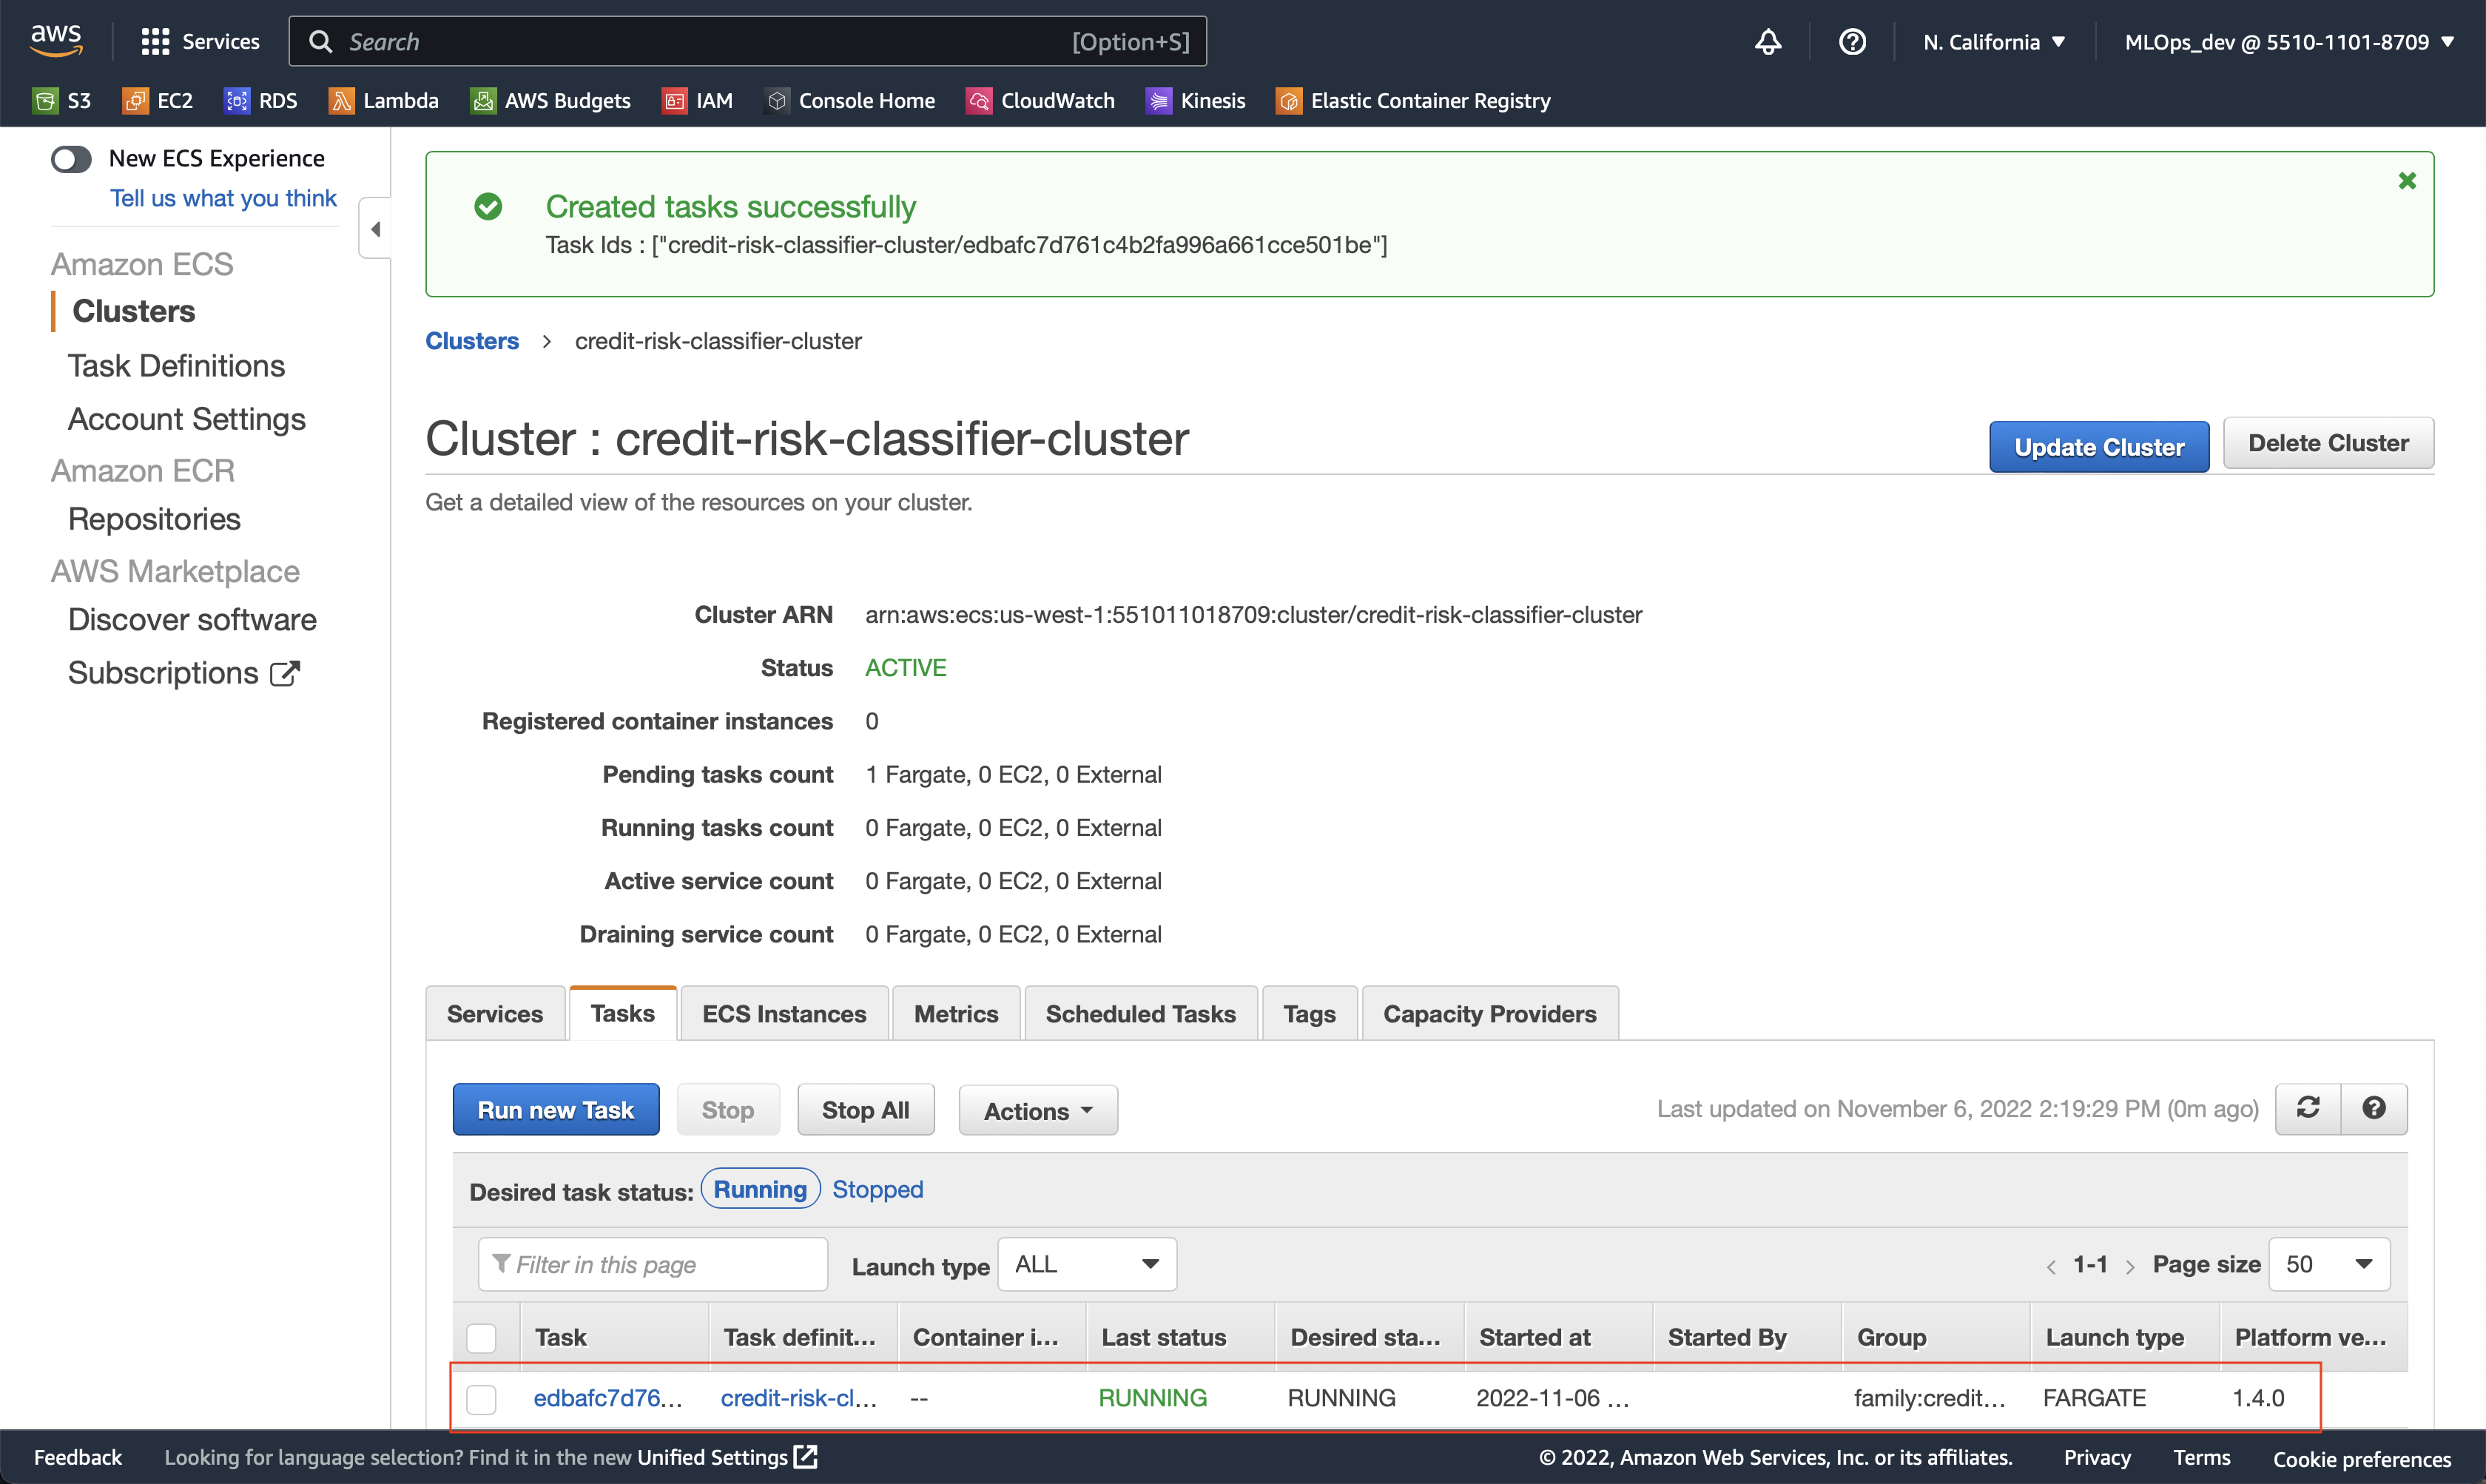 aws
Services
Search
[Option+S]
N. California
MLOps_dev @ 5510-1101-8709
S3
EC2
RDS
Lambda
AWS Budgets
IAM
Console Home
CloudWatch
Kinesis
Elastic Container Registry
New ECS Experience
Tell us what you think
Amazon ECS
Clusters
Task Definitions
Account Settings
Amazon ECR
Repositories
AWS Marketplace
Discover software
Subscriptions
Created tasks successfully
Task Ids : ["credit-risk-classifier-cluster/edbafc7d761c4b2fa996a661cce501be"]
Clusters > credit-risk-classifier-cluster
Cluster : credit-risk-classifier-cluster
Update Cluster
Delete Cluster
Get a detailed view of the resources on your cluster.
Cluster ARN arn:aws:ecs:us-west-1:551011018709:cluster/credit-risk-classifier-cluster
Status ACTIVE
Registered container instances 0
Pending tasks count 1 Fargate, 0 EC2, 0 External
Running tasks count 0 Fargate, 0 EC2, 0 External
Active service count 0 Fargate, 0 EC2, 0 External
Draining service count 0 Fargate, 0 EC2, 0 External
Services Tasks ECS Instances Metrics Scheduled Tasks Tags Capacity Providers
Run new Task Stop Stop All Actions
Last updated on November 6, 2022 2:19:29 PM (0m ago)
Desired task status: Running Stopped
Filter in this page Launch type ALL < 1-1 > Page size 50
Task Task definit... Container i... Last status Desired sta... Started at Started By Group Launch type Platform ve...
edbafc7d76... credit-risk-cl... -- RUNNING RUNNING 2022-11-06 ... family:credit... FARGATE 1.4.0
Feedback Looking for language selection? Find it in the new Unified Settings
© 2022, Amazon Web Services, Inc. or its affiliates. Privacy Terms Cookie preferences